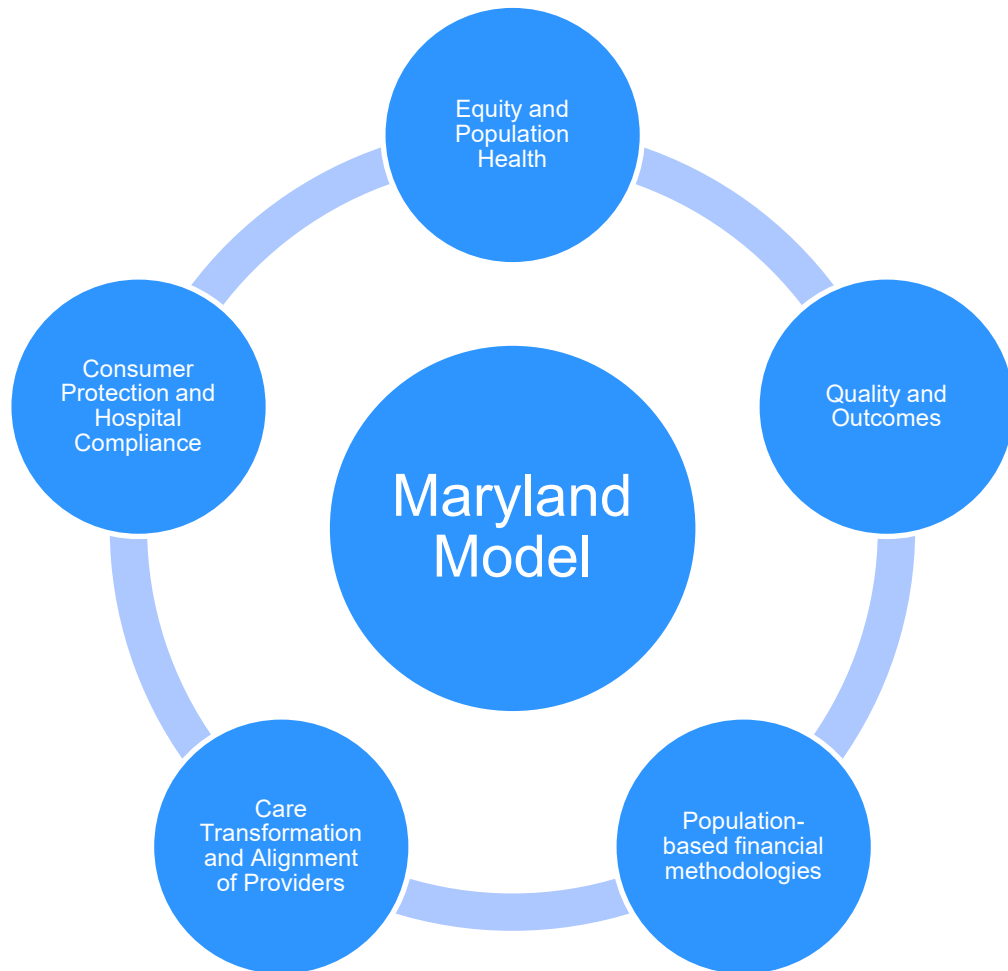 Equity and
Population
Health
Consumer
Protection and
Hospital
Compliance
Quality and
Outcomes
Maryland
Model
Care
Transformation
and Alignment
of Providers
Population-
based financial
methodologies